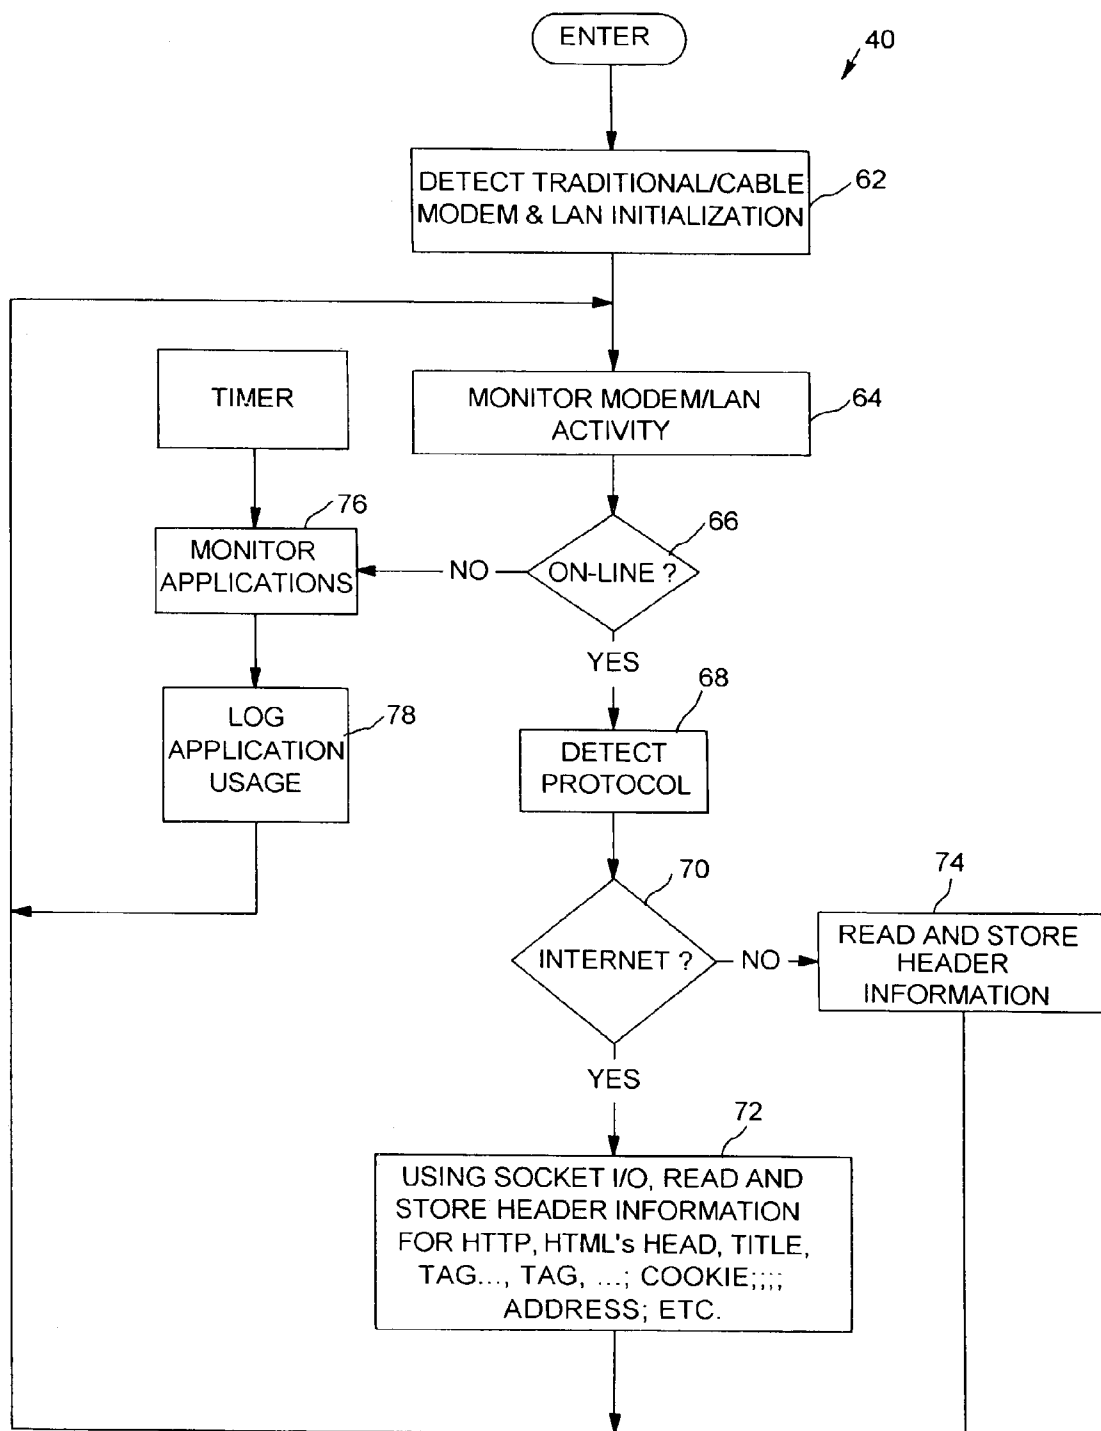 ENTER
40
DETECT TRADITIONAL/CABLE
MODEM & LAN INITIALIZATION
62
TIMER
MONITOR MODEM/LAN
ACTIVITY
64
76
MONITOR
APPLICATIONS
NO
ON-LINE ?
66
YES
LOG
APPLICATION
USAGE
78
68
DETECT
PROTOCOL
70
INTERNET ?
NO
74
READ AND STORE
HEADER
INFORMATION
YES
72
USING SOCKET I/O, READ AND
STORE HEADER INFORMATION
FOR HTTP, HTML's HEAD, TITLE,
TAG..., TAG, ...; COOKIE;;;;
ADDRESS; ETC.